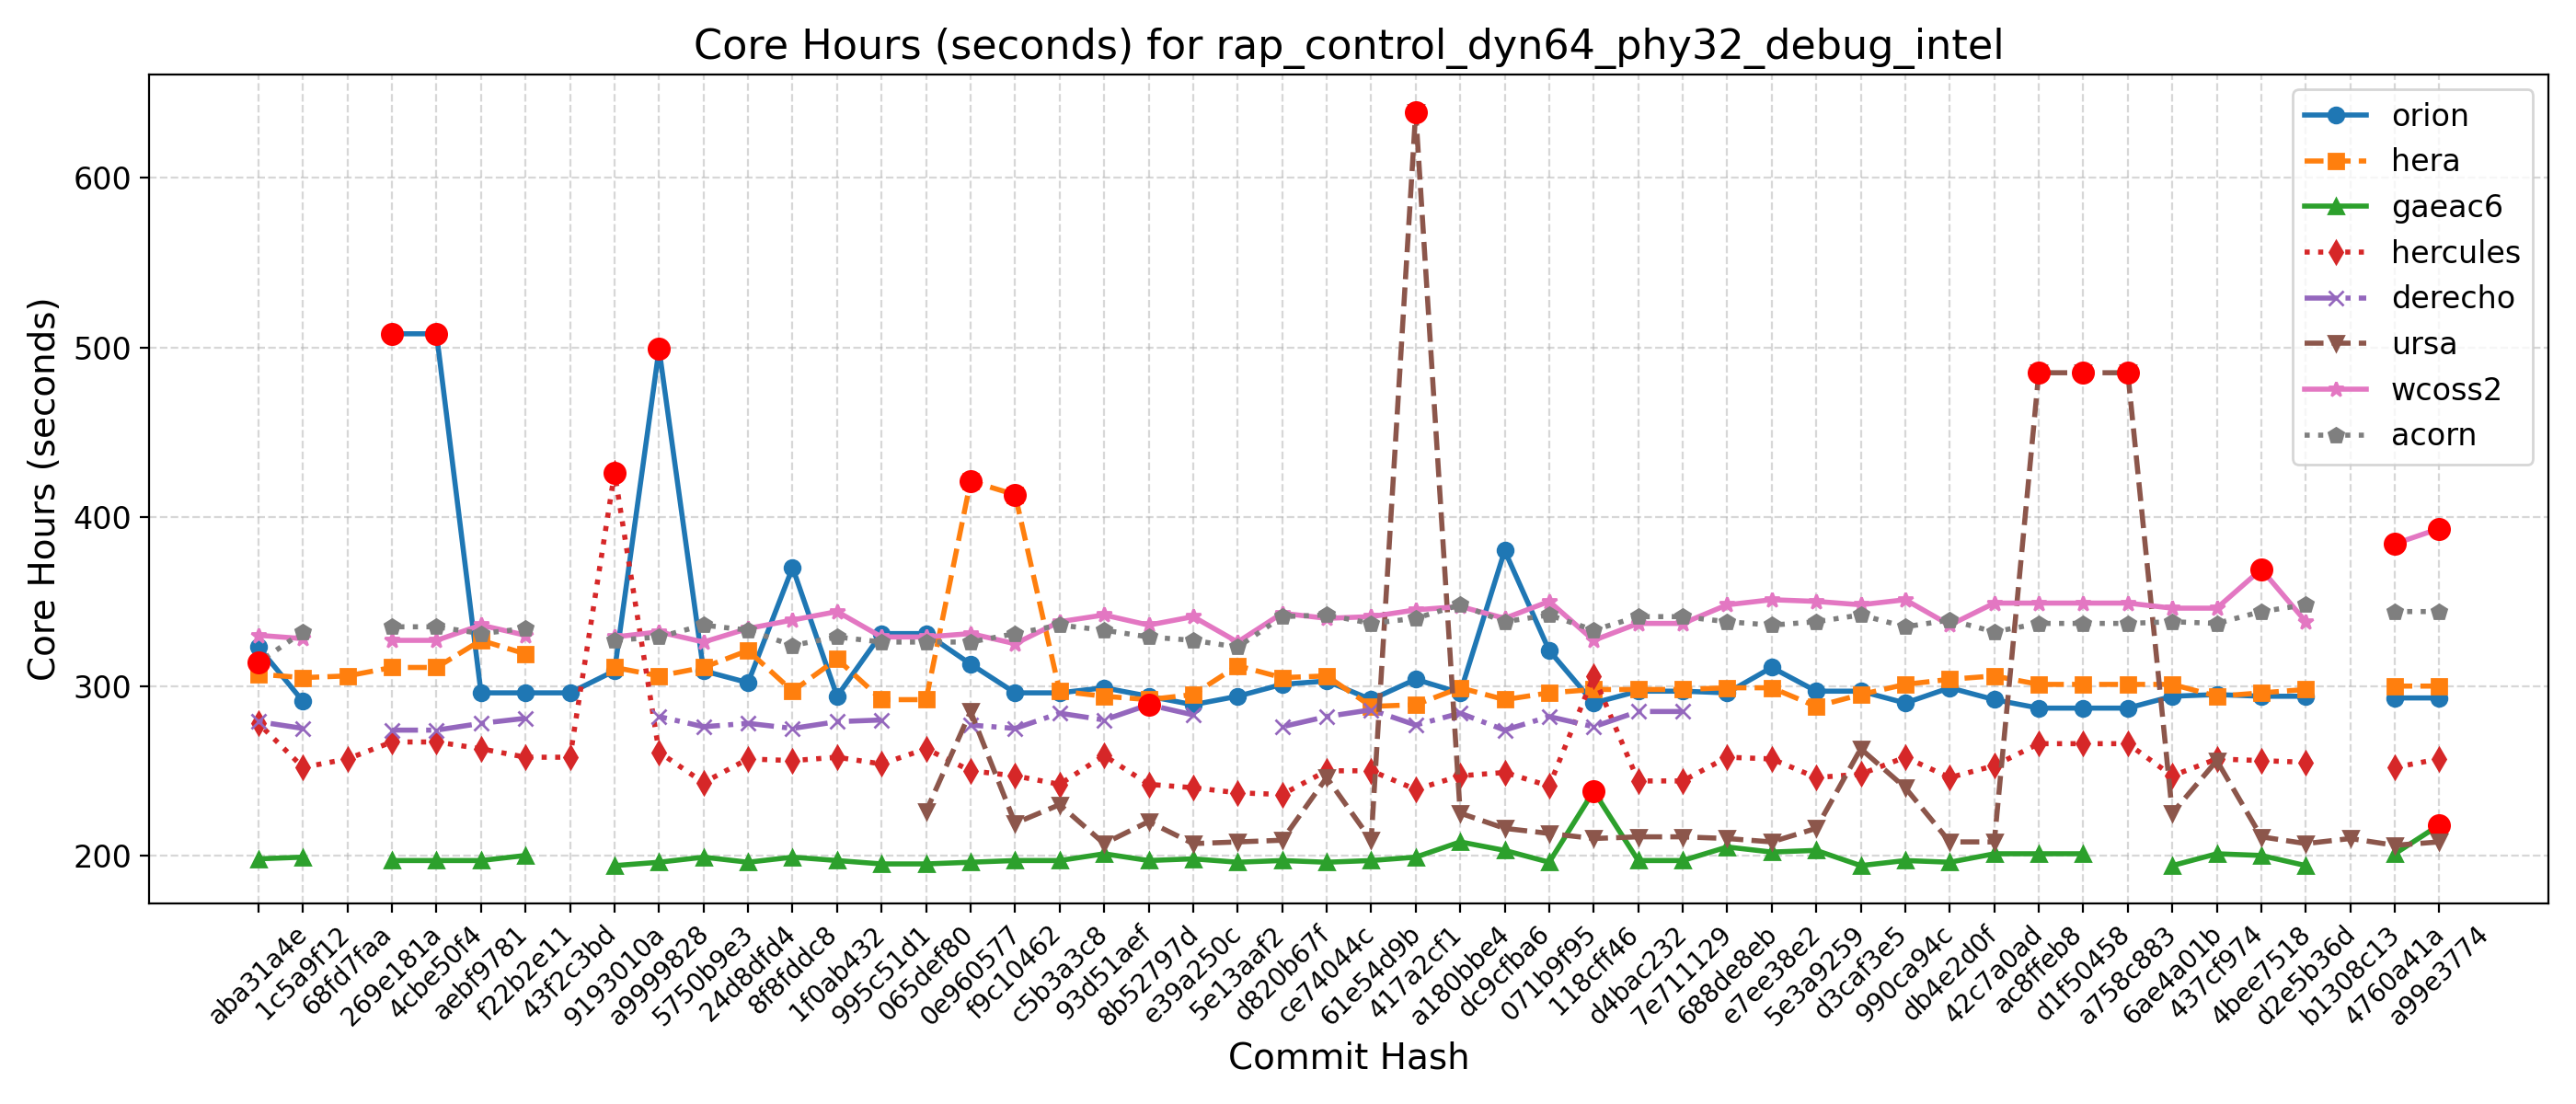 Core Hours (seconds) for rap_control_dyn64_phy32_debug_intel
Core Hours (seconds)
600
500
400
300
200
orion
hera
gaeac6
hercules
derecho
ursa
wcoss2
acorn
aba31a4e
1c5a9f12
68fd7faa
269e181a
4cbe50f4
aebf9781
f22b2e11
43f2c3bd
9193010a
a9999828
5750b9e3
24d8dfd4
8f8fddc8
1f0ab432
995c51d1
065def80
0e960577
f9c10462
c5b3a3c8
93d51aef
8b52797d
e39a250c
5e13aaf2
d820b67f
ce74044c
61e54d9b
417a2cf1
a180bbe4
dc9cfba6
071b9f95
118cff46
d4bac232
7e711129
688de8eb
e7ee38e2
5e3a9259
d3caf3e5
990ca94c
db4e2d0f
42c7a0ad
ac8ffeb8
d1f50458
a758c883
6ae4a01b
437cf974
4bee7518
d2e5b36d
b1308c13
4760a41a
a99e3774
Commit Hash